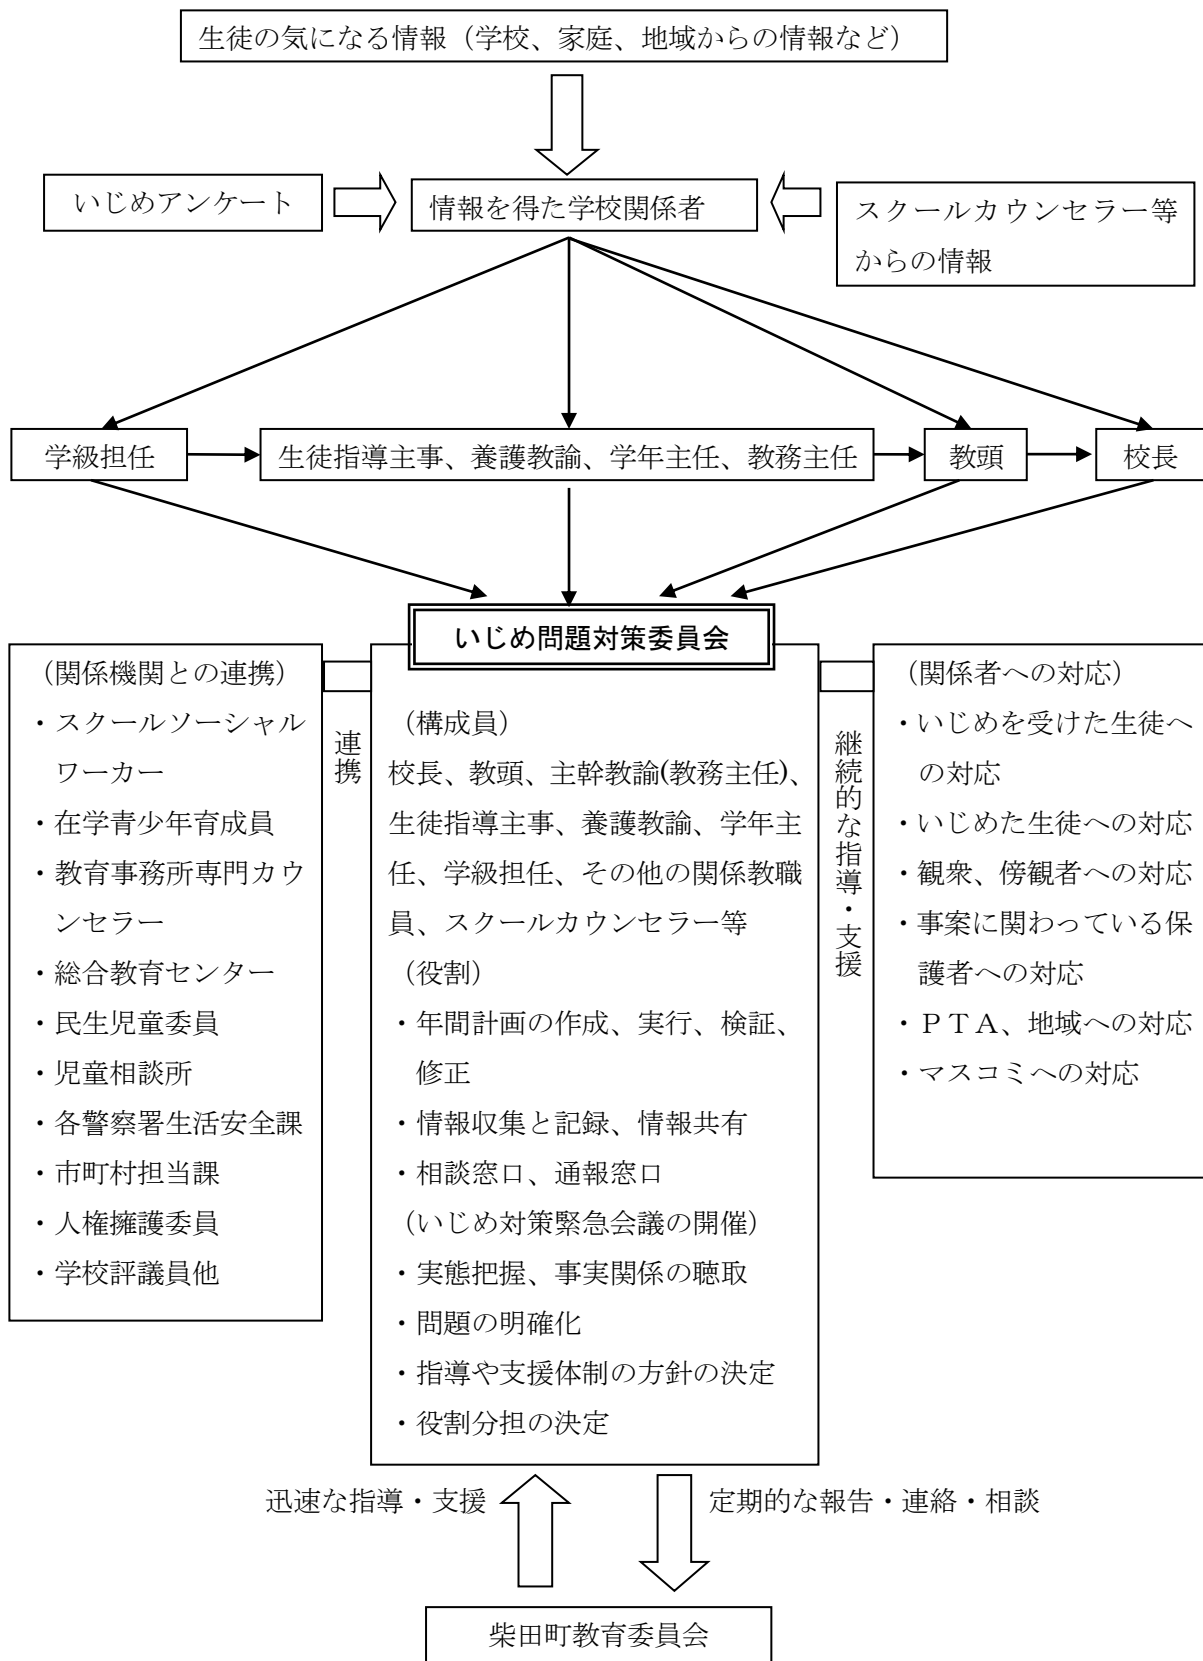 生徒の気になる情報（学校、家庭、地域からの情報など）
いじめアンケート
情報を得た学校関係者
スクールカウンセラー等
からの情報
学級担任
生徒指導主事、養護教諭、学年主任、教務主任
教頭
校長
いじめ問題対策委員会
（関係機関との連携）
・スクールソーシャル
ワーカー
・在学青少年育成員
・教育事務所専門カウ
ンセラー
・総合教育センター
・民生児童委員
・児童相談所
・各警察署生活安全課
・市町村担当課
・人権擁護委員
・学校評議員他
連携
（構成員）
校長、教頭、主幹教諭(教務主任)、
生徒指導主事、養護教諭、学年主
任、学級担任、その他の関係教職
員、スクールカウンセラー等
（役割）
・年間計画の作成、実行、検証、
修正
・情報収集と記録、情報共有
・相談窓口、通報窓口
（いじめ対策緊急会議の開催）
・実態把握、事実関係の聴取
・問題の明確化
・指導や支援体制の方針の決定
・役割分担の決定
継続的な指導・支援
（関係者への対応）
・いじめを受けた生徒へ
の対応
・いじめた生徒への対応
・観衆、傍観者への対応
・事案に関わっている保
護者への対応
・ＰＴＡ、地域への対応
・マスコミへの対応
迅速な指導・支援
定期的な報告・連絡・相談
柴田町教育委員会